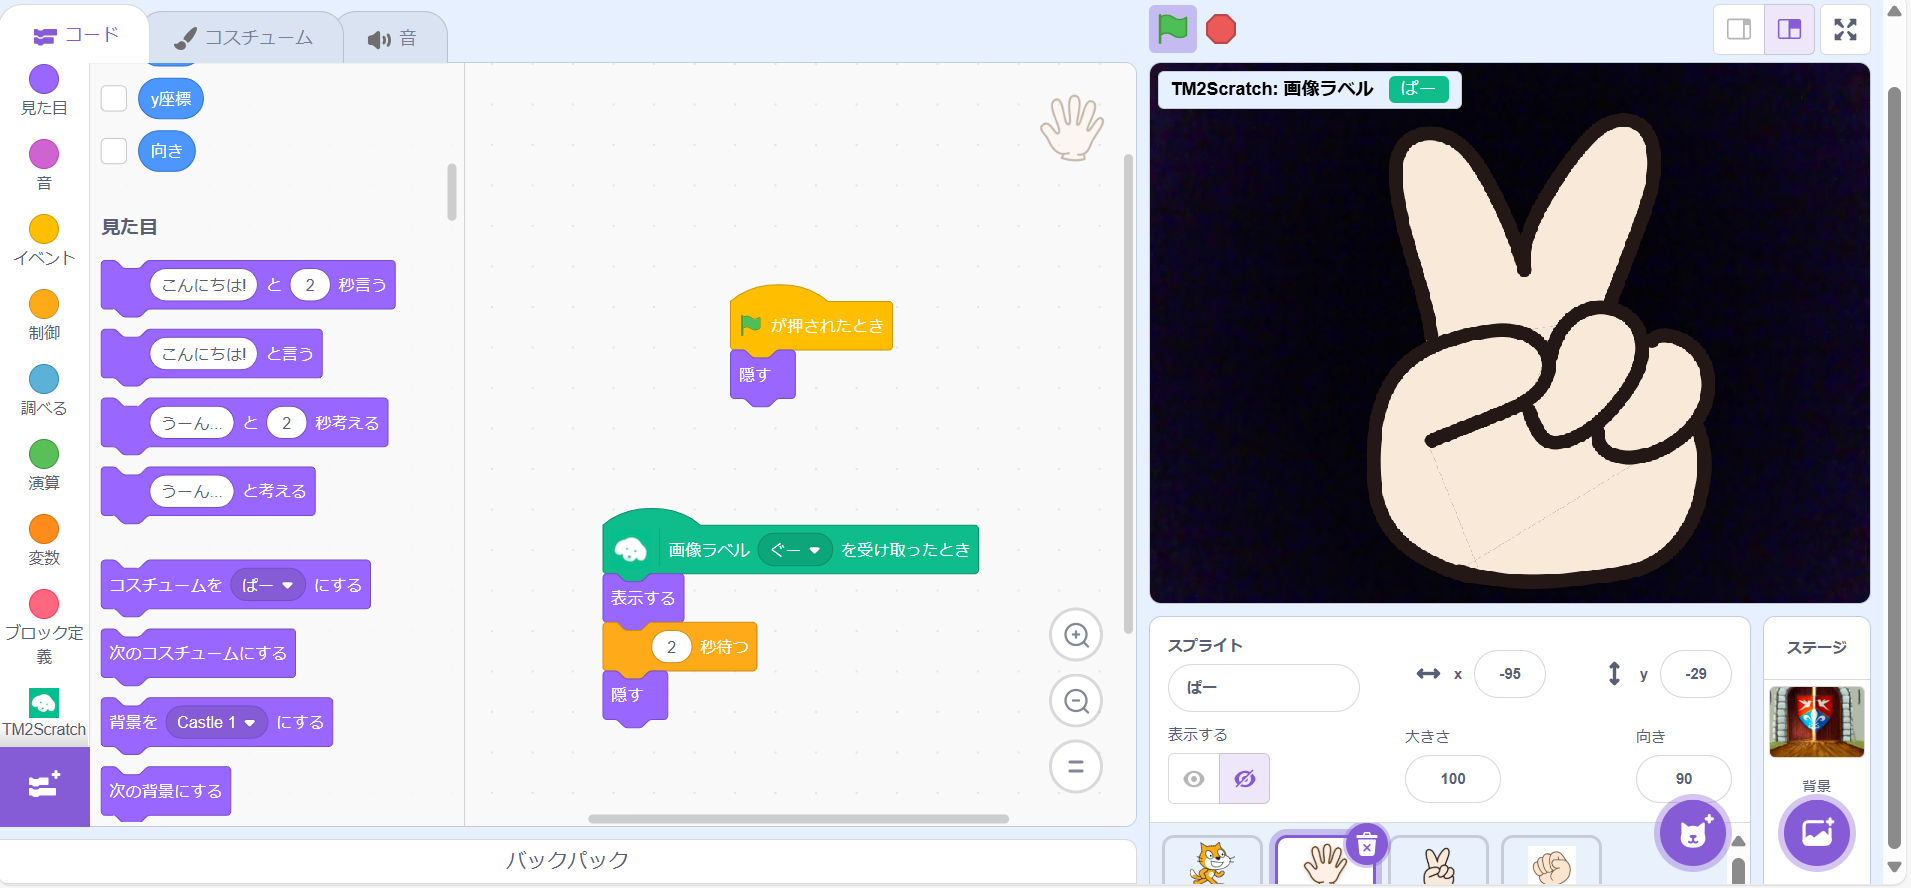 コード
コスチューム
音
見た目
音
イベント
制御
調べる
演算
変数
ブロック定
義
TM2Scratch
y座標
向き
見た目
こんにちは! と 2 秒言う
こんにちは! と言う
うーん... と 2 秒考える
うーん... と考える
コスチュームを ぱー にする
次のコスチュームにする
背景を Castle 1 にする
次の背景にする
が押されたとき
隠す
画像ラベル ぐー を受け取ったとき
表示する
2 秒待つ
隠す
バックパック
TM2Scratch: 画像ラベル ぱー
スプライト
ぱー
x -95
y -29
表示する
大きさ
向き
100
90
ステージ
背景